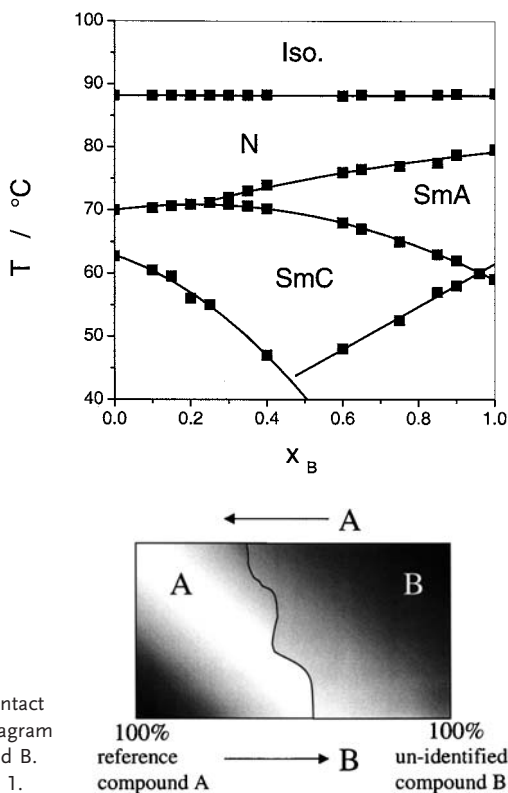 100
90
80
70
60
50
40
T / °C
Iso.
N
SmA
SmC
0.0 0.2 0.4 0.6 0.8 1.0
x B
A
A B
ntact
agram
d B.
1.
100% 100%
reference B un-identified
compound A compound B